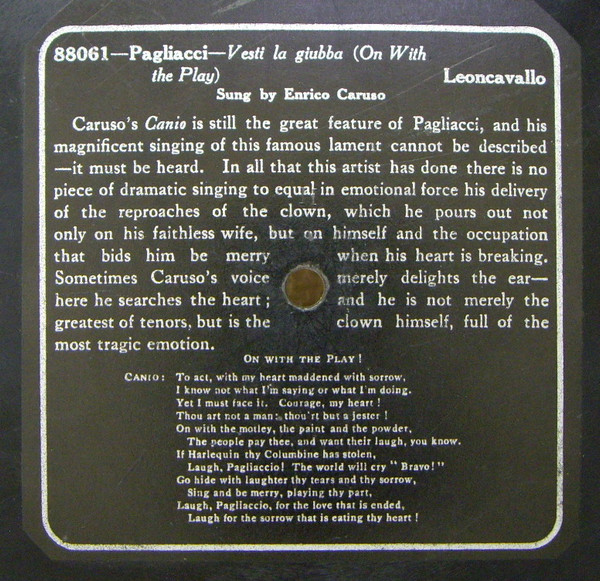 88061—Pagliacci—Vesti la giubba (On With
the Play) Leoncavallo
Sung by Enrico Caruso
Caruso's Canio is still the great feature of Pagliacci, and his
magnificent singing of this famous lament cannot be described
—it must be heard. In all that this artist has done there is no
piece of dramatic singing to equal in emotional force his delivery
of the reproaches of the clown, which he pours out not
only on his faithless wife, but on himself and the occupation
that bids him be merry when his heart is breaking.
Sometimes Caruso's voice merely delights the ear—
here he searches the heart; and he is not merely the
greatest of tenors, but is the clown himself, full of the
most tragic emotion.
ON WITH THE PLAY!
CANIO: To act, with my heart maddened with sorrow,
I know not what I'm saying or what I'm doing.
Yet I must face it. Courage, my heart!
Thou art not a man; thou'rt but a jester!
On with the motley, the paint and the powder,
The people pay thee, and want their laugh, you know.
If Harlequin thy Columbine has stolen,
Laugh, Pagliaccio! The world will cry "Bravo!"
Go hide with laughter thy tears and thy sorrow,
Sing and be merry, playing thy part,
Laugh, Pagliaccio, for the love that is ended,
Laugh for the sorrow that is eating thy heart!